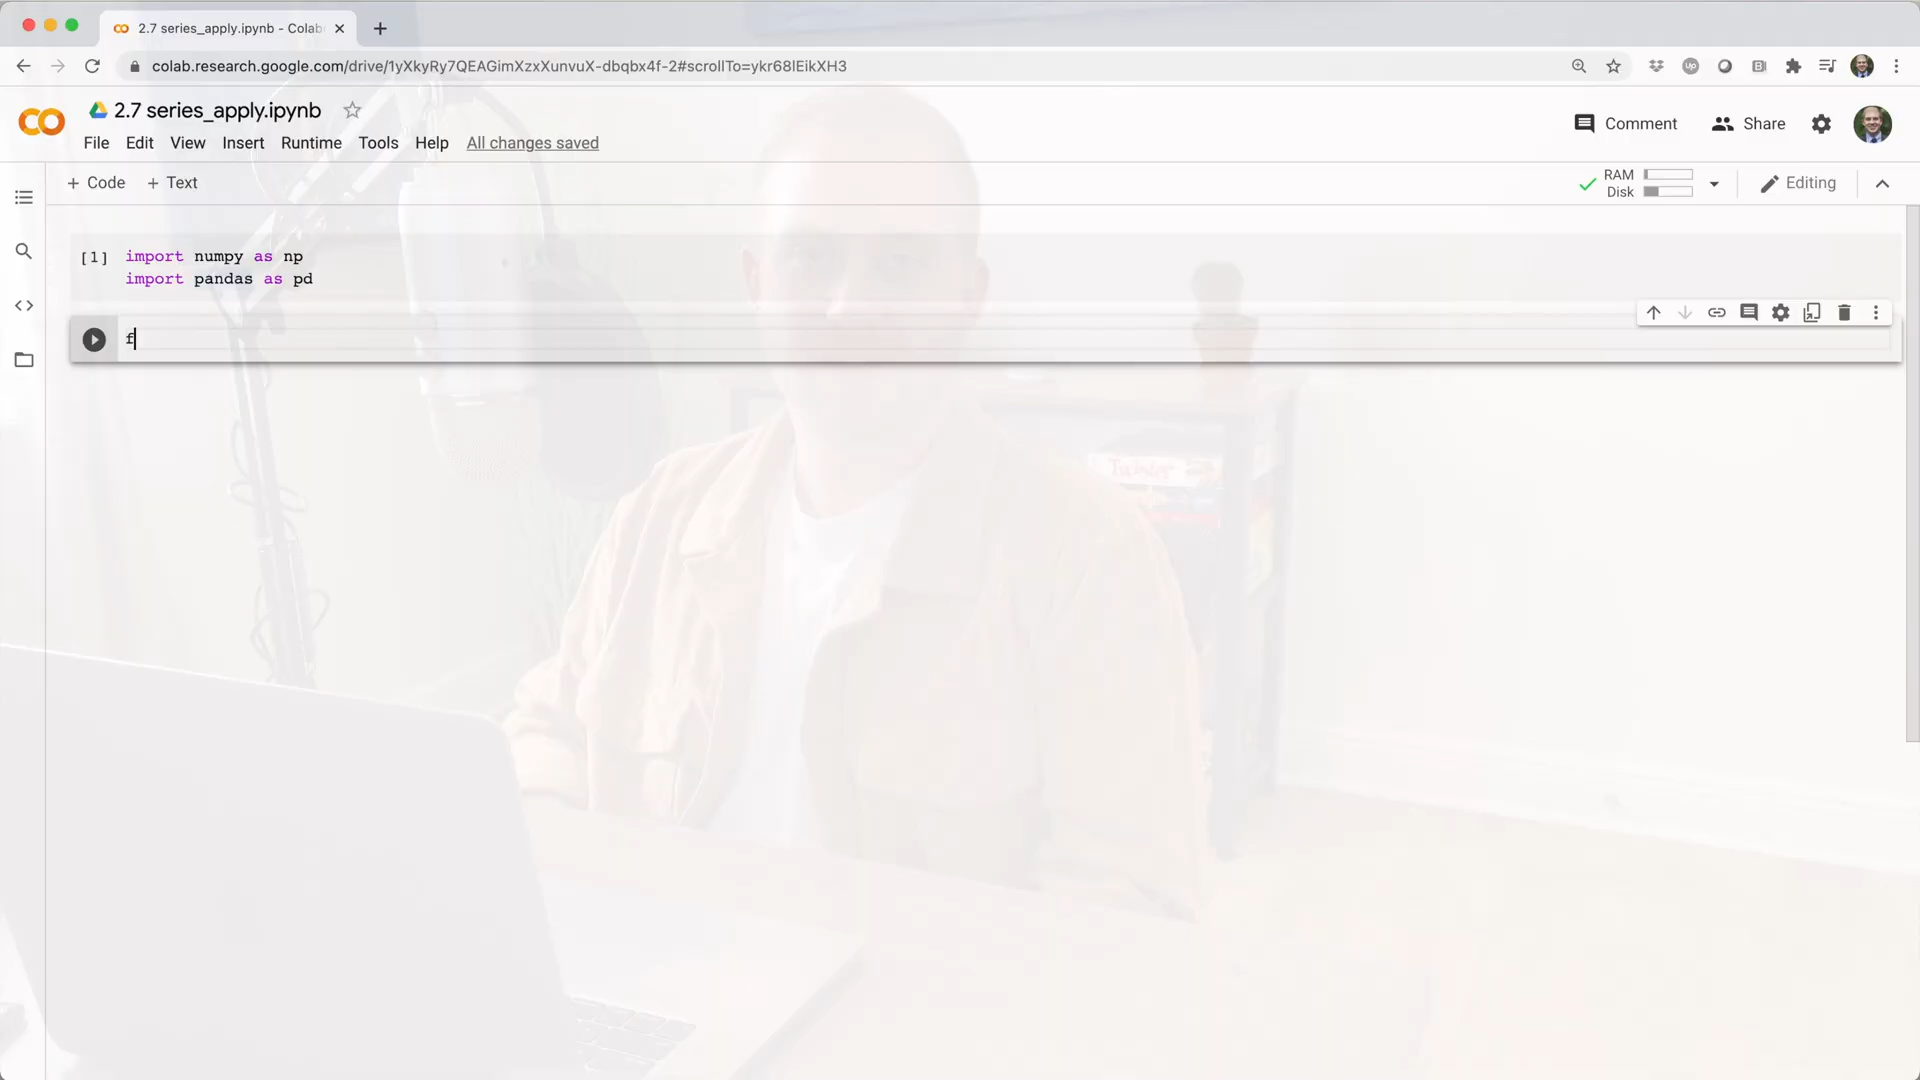 2.7 series_apply.ipynb - Colab
colab.research.google.com/drive/1yXkyRy7QEAGimXzxXunvuX-dbqbx4f-2#scrollTo=ykr68lEikXH3
2.7 series_apply.ipynb
Comment
Share
File Edit View Insert Runtime Tools Help All changes saved
+ Code + Text
RAM
Disk
Editing
[1] import numpy as np
import pandas as pd
f
Twister